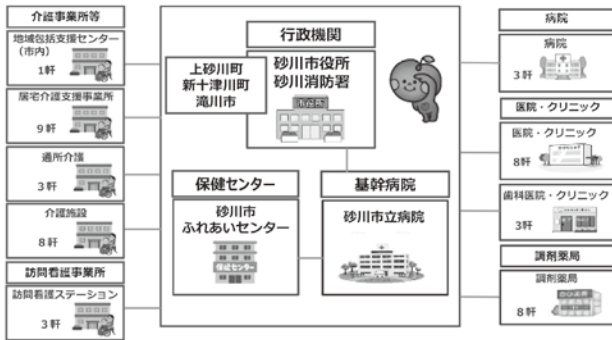 介護事業所等
地域包括支援センター
（市内）
1軒
居宅介護支援事業所
9軒
通所介護
3軒
介護施設
8軒
訪問看護事業所
訪問看護ステーション
3軒
行政機関
上砂川町
新十津川町
滝川市
砂川市役所
砂川消防署
市役所
保健センター
砂川市
ふれあいセンター
保健センター
基幹病院
砂川市立病院
病院
病院
3軒
医院・クリニック
医院・クリニック
8軒
歯科医院・クリニック
3軒
調剤薬局
調剤薬局
8軒